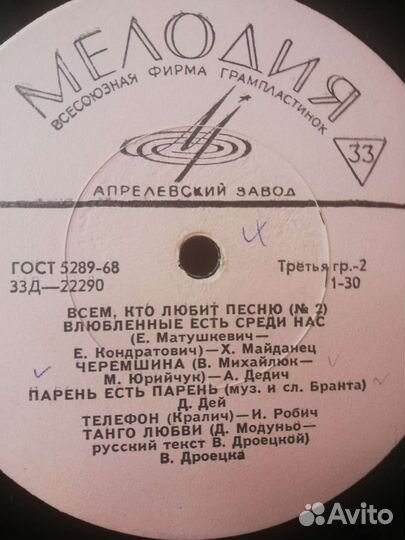 МЕЛОДИЯ
ВСЕСОЮЗНАЯ ФИРМА ГРАМПЛАСТИНОК
33
АПРЕЛЕВСКИЙ ЗАВОД
ГОСТ 5289-68
33Д—22290
Третья гр.-2
1-30
ВСЕМ, КТО ЛЮБИТ ПЕСНЮ (№ 2)
ВЛЮБЛЕННЫЕ ЕСТЬ СРЕДИ НАС
(Е. Матушкевич—
Е. Кондратович)—Х. Майданец
ЧЕРЕМШИНА (В. Михайлюк—
М. Юрийчук)— А. Дедич
ПАРЕНЬ ЕСТЬ ПАРЕНЬ (муз. и сл. Бранта)
Д. Дей
ТЕЛЕФОН (Кралич)— И. Робич
ТАНГО ЛЮБВИ (Д. Модуньо—
русский текст В. Дроецкой)
В. Дроецка
Avito